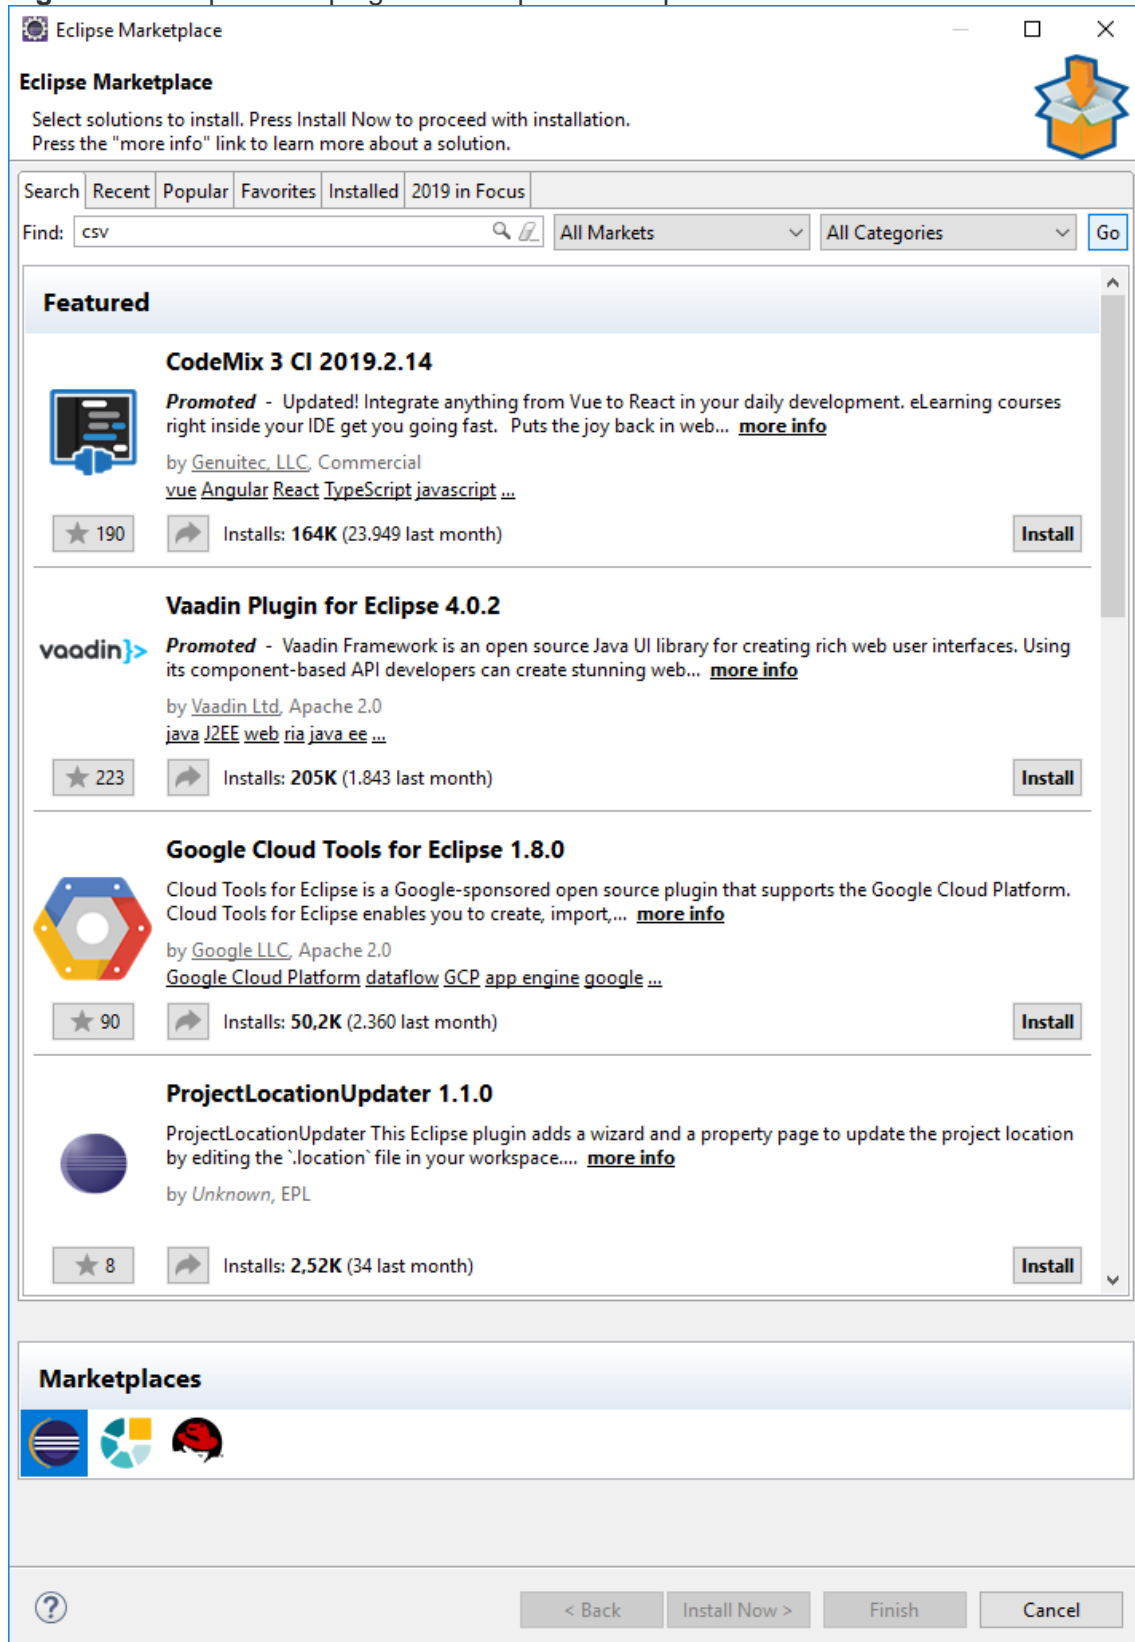 Eclipse Marketplace
Eclipse Marketplace
Select solutions to install. Press Install Now to proceed with installation.
Press the "more info" link to learn more about a solution.
Search Recent Popular Favorites Installed 2019 in Focus
Find: csv All Markets All Categories Go
Featured
CodeMix 3 CI 2019.2.14
Promoted - Updated! Integrate anything from Vue to React in your daily development. eLearning courses
right inside your IDE get you going fast. Puts the joy back in web... more info
by Genuitec, LLC, Commercial
vue Angular React TypeScript javascript ...
190 Installs: 164K (23.949 last month) Install
Vaadin Plugin for Eclipse 4.0.2
vaadin}> Promoted - Vaadin Framework is an open source Java UI library for creating rich web user interfaces. Using
its component-based API developers can create stunning web... more info
by Vaadin Ltd, Apache 2.0
java J2EE web ria java ee ...
223 Installs: 205K (1.843 last month) Install
Google Cloud Tools for Eclipse 1.8.0
Cloud Tools for Eclipse is a Google-sponsored open source plugin that supports the Google Cloud Platform.
Cloud Tools for Eclipse enables you to create, import,... more info
by Google LLC, Apache 2.0
Google Cloud Platform dataflow GCP app engine google ...
90 Installs: 50,2K (2.360 last month) Install
ProjectLocationUpdater 1.1.0
ProjectLocationUpdater This Eclipse plugin adds a wizard and a property page to update the project location
by editing the `.location` file in your workspace.... more info
by Unknown, EPL
8 Installs: 2,52K (34 last month) Install
Marketplaces
? < Back Install Now > Finish Cancel